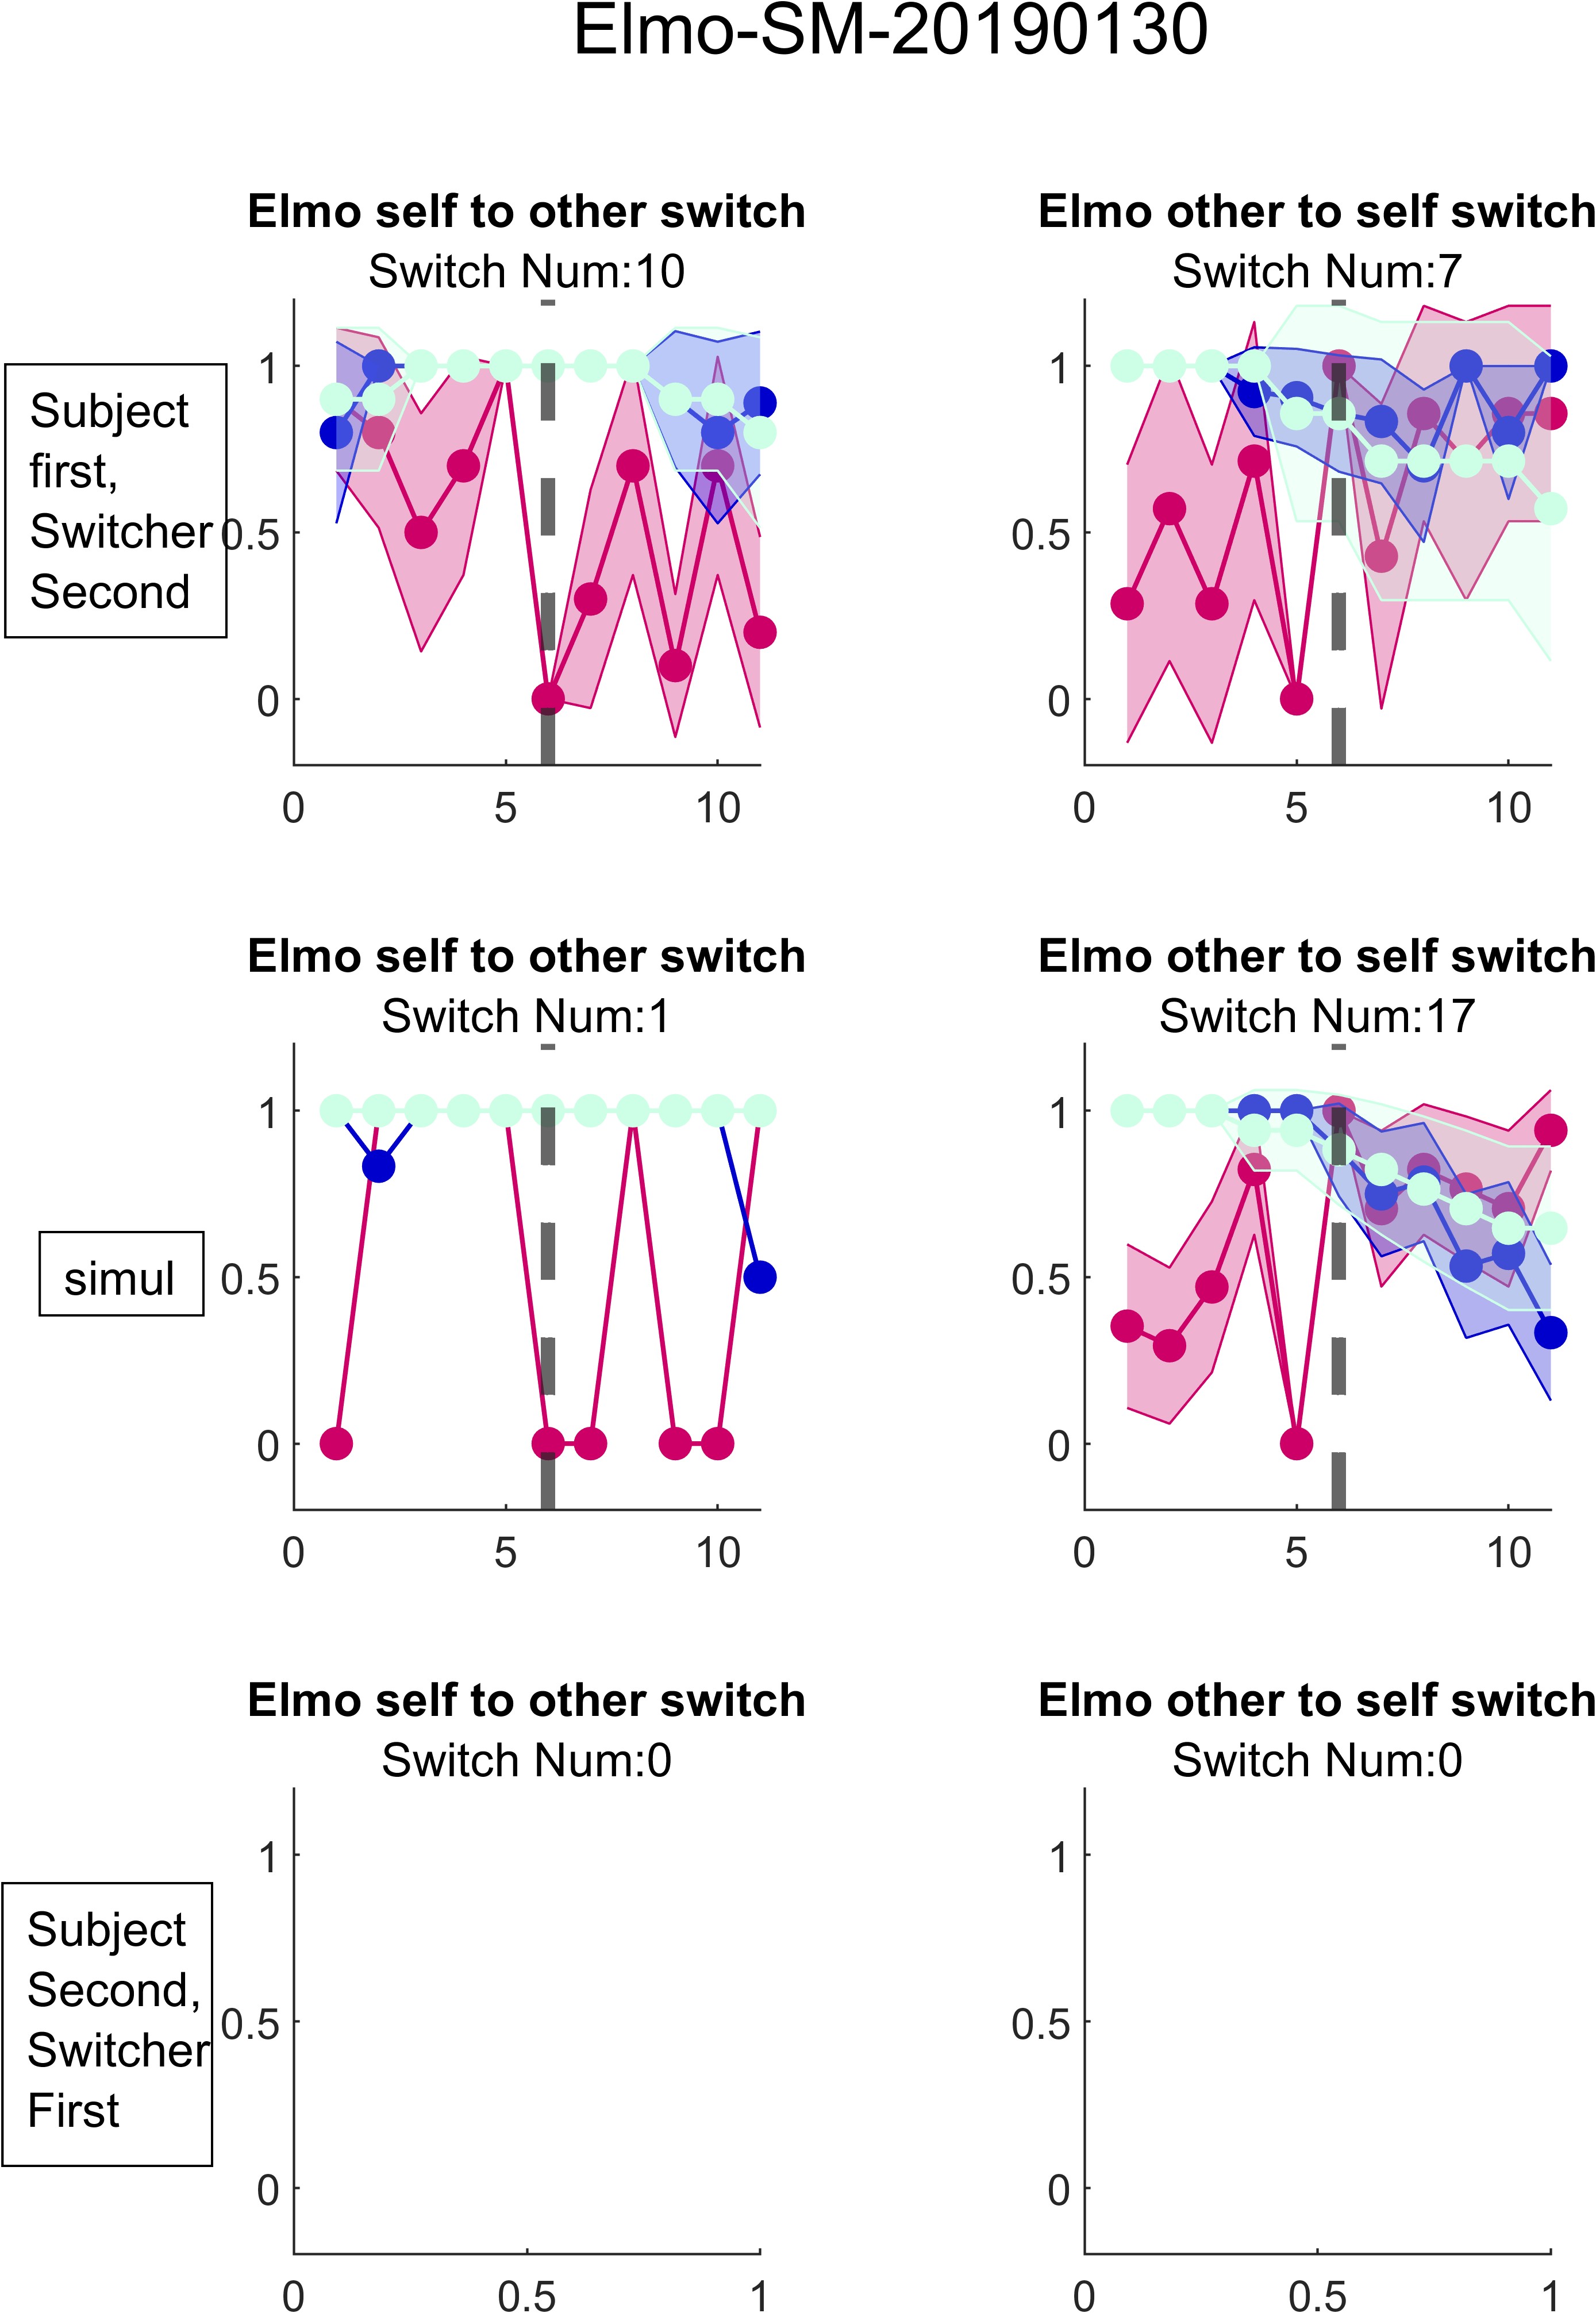 Elmo-SM-20190130
Elmo self to other switch
Switch Num:10
Elmo other to self switch
Switch Num:7
Subject
first,
Switcher
Second
1
0.5
0
0
5
10
1
0.5
0
0
5
10
Elmo self to other switch
Switch Num:1
Elmo other to self switch
Switch Num:17
simul
1
0.5
0
0
5
10
1
0.5
0
0
5
10
Elmo self to other switch
Switch Num:0
Elmo other to self switch
Switch Num:0
Subject
Second,
Switcher
First
1
0.5
0
0
0.5
1
1
0.5
0
0
0.5
1